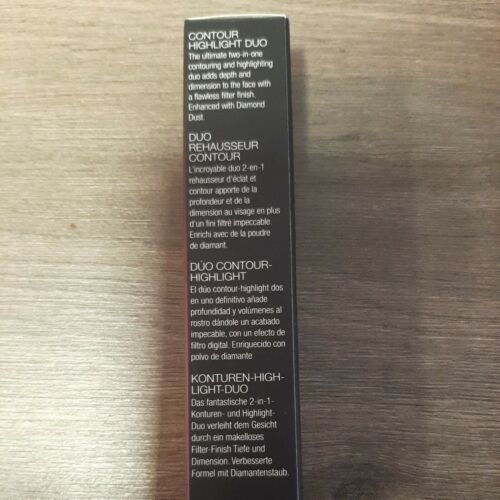 CONTOUR
HIGHLIGHT DUO
The ultimate two-in-one
contouring and highlighting
duo adds depth and
dimension to the face with
a flawless filter finish.
Enhanced with Diamond
Dust.
DUO
REHAUSSEUR
CONTOUR
L'incroyable duo 2-en-1
rehausseur d'éclat et
contour apporte de la
profondeur et de la
dimension au visage en plus
d'un fini filtré impeccable.
Enrichi avec de la poudre
de diamant.
DÚO CONTOUR-
HIGHLIGHT
El dúo contour-highlight dos
en uno definitivo añade
profundidad y volúmenes al
rostro dándole un acabado
impecable, con un efecto de
filtro digital. Enriquecido con
polvo de diamante
KONTUREN-HIGH-
LIGHT-DUO
Das fantastische 2-in-1-
Konturen- und Highlight-
Duo verleiht dem Gesicht
durch ein makelloses
Filter-Finish Tiefe und
Dimension. Verbesserte
Formel mit Diamantenstaub.